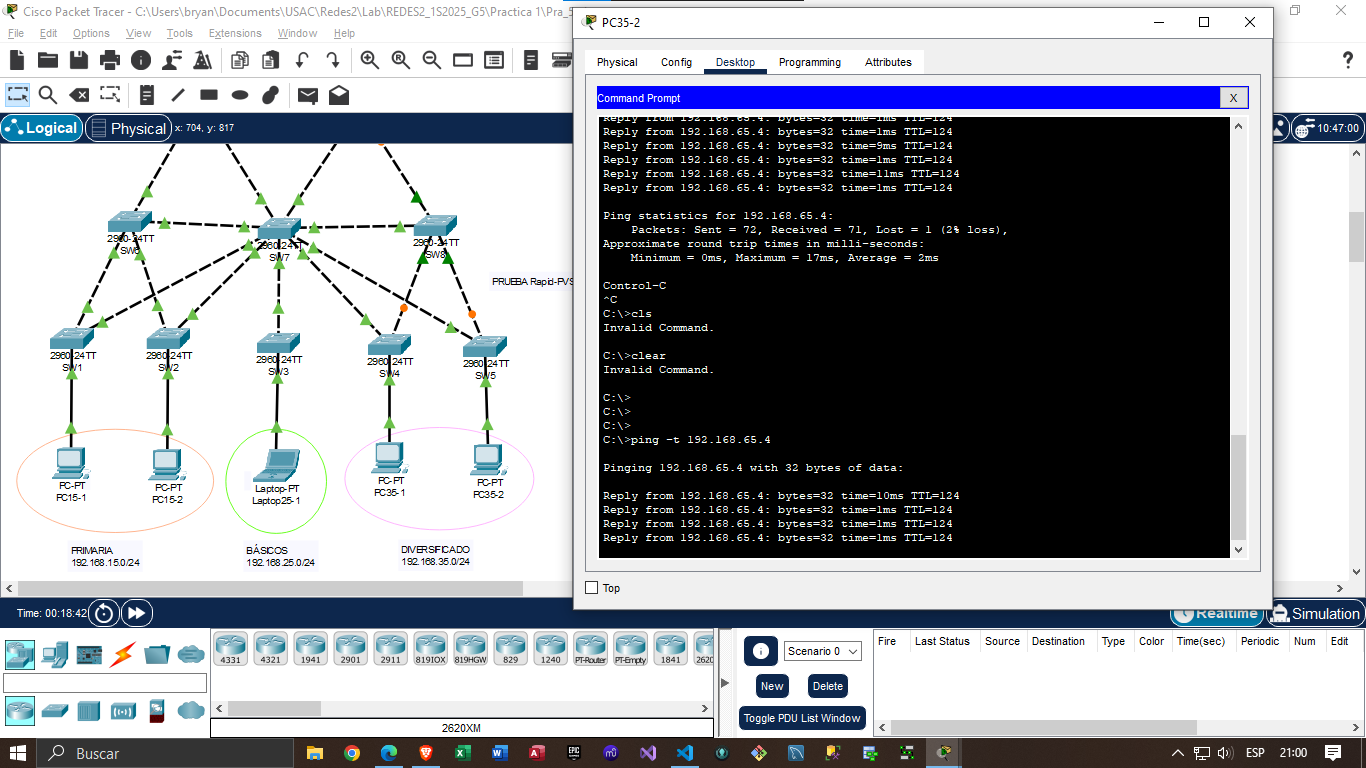 Cisco Packet Tracer - C:\Users\bryan\Documents\USAC\Redes2\Lab\REDES2_1S2025_G5\Practica 1\Pra_
File Edit Options View Tools Extensions Window Help
Logical Physical x: 704, y: 817
10:47:00
2960-24TT
SW6
2960-24TT
SW7
2960-24TT
SW8
PRUEBA Rapid-PVS
2960-24TT
SW1
2960-24TT
SW2
2960-24TT
SW3
2960-24TT
SW4
2960-24TT
SW5
PC-PT
PC15-1
PC-PT
PC15-2
Laptop-PT
Laptop25-1
PC-PT
PC35-1
PC-PT
PC35-2
PRIMARIA
192.168.15.0/24
BÁSICOS
192.168.25.0/24
DIVERSIFICADO
192.168.35.0/24
PC35-2
Physical Config Desktop Programming Attributes
Command Prompt X
Reply from 192.168.65.4: bytes=32 time=1ms TTL=124
Reply from 192.168.65.4: bytes=32 time=1ms TTL=124
Reply from 192.168.65.4: bytes=32 time=9ms TTL=124
Reply from 192.168.65.4: bytes=32 time=1ms TTL=124
Reply from 192.168.65.4: bytes=32 time=11ms TTL=124
Reply from 192.168.65.4: bytes=32 time=1ms TTL=124
Ping statistics for 192.168.65.4:
Packets: Sent = 72, Received = 71, Lost = 1 (2% loss),
Approximate round trip times in milli-seconds:
Minimum = 0ms, Maximum = 17ms, Average = 2ms
Control-C
^C
C:\>cls
Invalid Command.
C:\>clear
Invalid Command.
C:\>
C:\>
C:\>
C:\>ping -t 192.168.65.4
Pinging 192.168.65.4 with 32 bytes of data:
Reply from 192.168.65.4: bytes=32 time=10ms TTL=124
Reply from 192.168.65.4: bytes=32 time=1ms TTL=124
Reply from 192.168.65.4: bytes=32 time=1ms TTL=124
Reply from 192.168.65.4: bytes=32 time=1ms TTL=124
Top
Time: 00:18:42
Realtime Simulation
4331 4321 1941 2901 2911 819IOX 819HGW 829 1240 PT-Router PT-Empty 1841 2620
2620XM
Scenario 0
New Delete
Toggle PDU List Window
Fire Last Status Source Destination Type Color Time(sec) Periodic Num Edit
Buscar
ESP 21:00